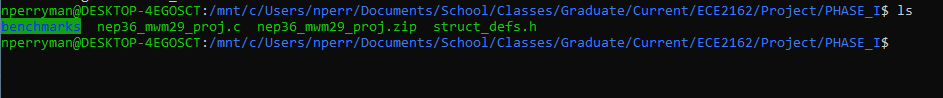 nperryman@DESKTOP-4EGOSCT:/mnt/c/Users/nperr/Documents/School/Classes/Graduate/Current/ECE2162/Project/PHASE_I$ ls
benchmarks  nep36_mwm29_proj.c  nep36_mwm29_proj.zip  struct_defs.h
nperryman@DESKTOP-4EGOSCT:/mnt/c/Users/nperr/Documents/School/Classes/Graduate/Current/ECE2162/Project/PHASE_I$